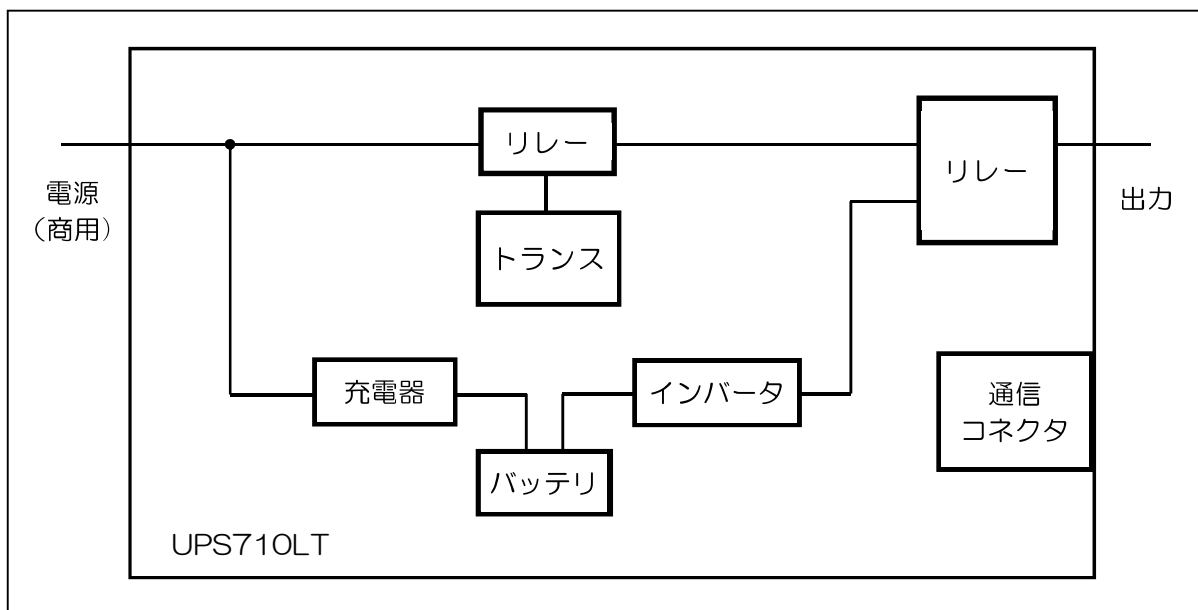 リレー
リレー
電源
（商用）
出力
トランス
充電器
インバータ
通信
コネクタ
バッテリ
UPS710LT